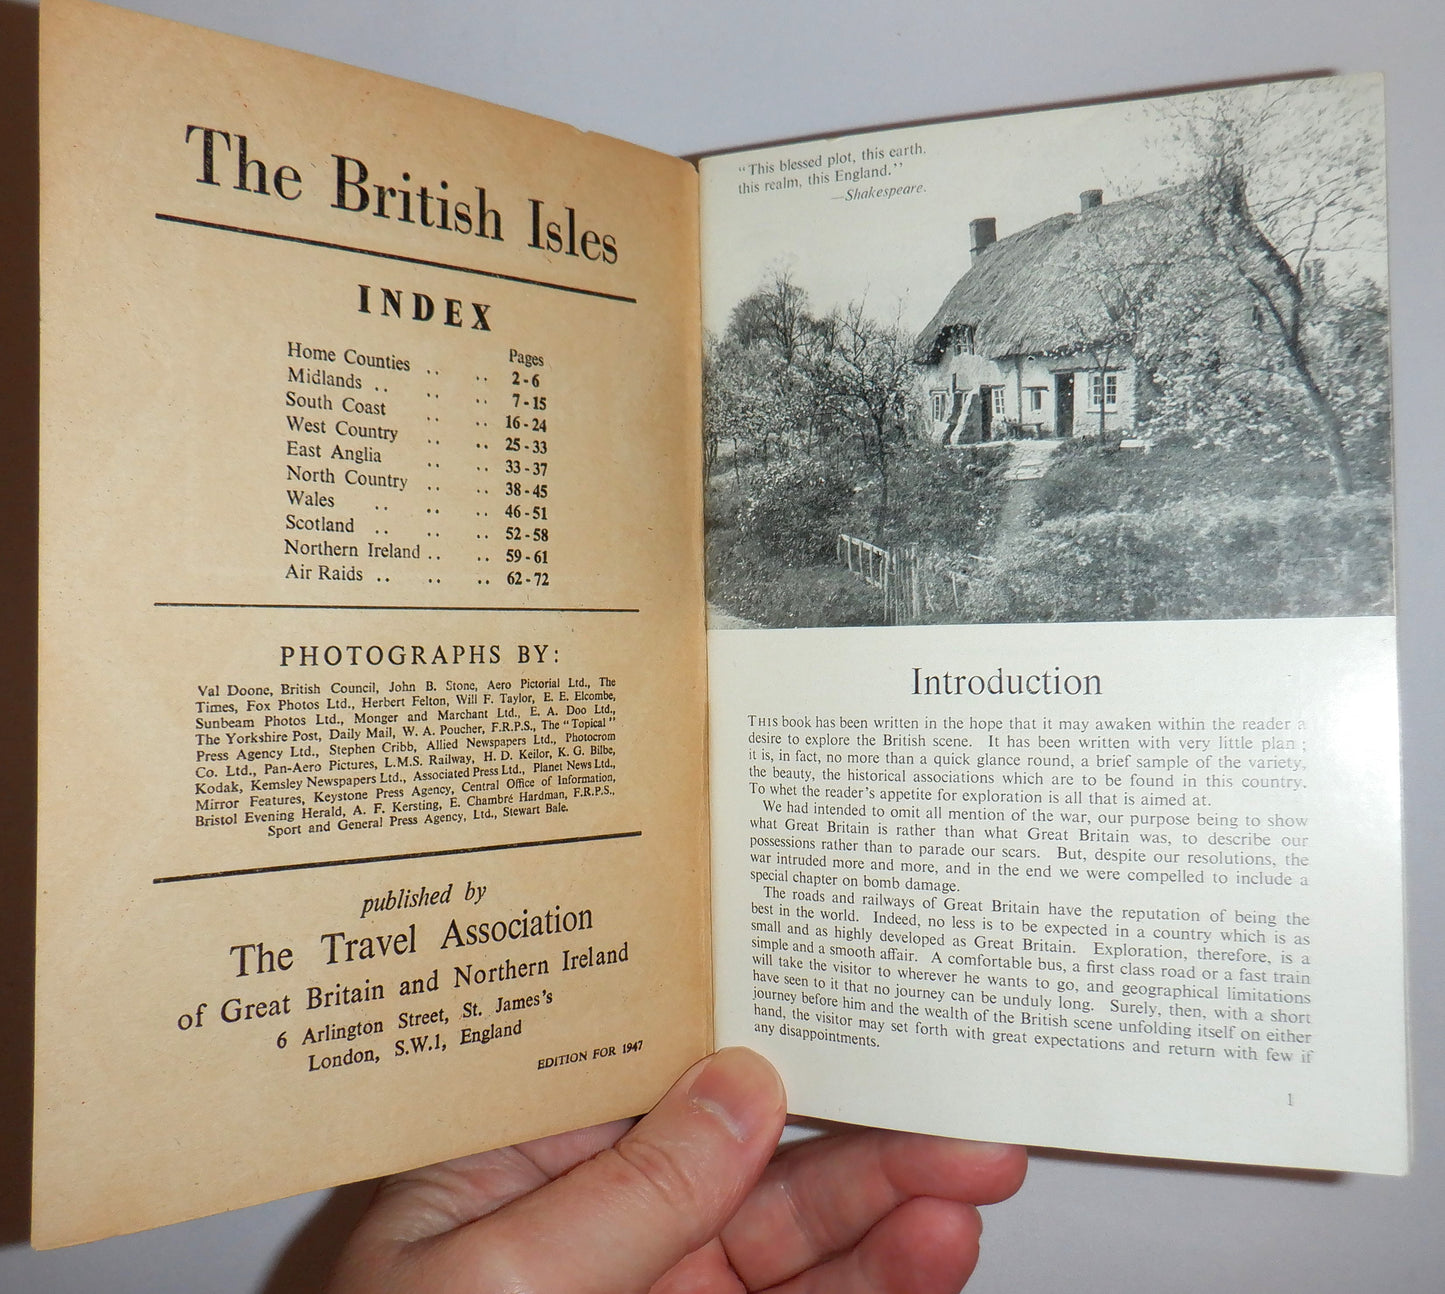 The British Isles
INDEX
Pages
Home Counties .. .. 2 - 6
Midlands .. .. .. 7 - 15
South Coast .. .. 16 - 24
West Country .. .. 25 - 33
East Anglia .. .. 33 - 37
North Country .. .. 38 - 45
Wales .. .. .. 46 - 51
Scotland .. .. .. 52 - 58
Northern Ireland .. .. 59 - 61
Air Raids .. .. .. 62 - 72
PHOTOGRAPHS BY:
Val Doone, British Council, John B. Stone, Aero Pictorial Ltd., The
Times, Fox Photos Ltd., Herbert Felton, Will F. Taylor, E. E. Elcombe,
Sunbeam Photos Ltd., Monger and Marchant Ltd., E. A. Doo Ltd.,
The Yorkshire Post, Daily Mail, W. A. Poucher, F.R.P.S., The "Topical"
Press Agency Ltd., Stephen Cribb, Allied Newspapers Ltd., Photocrom
Co. Ltd., Pan-Aero Pictures, L.M.S. Railway, H. D. Keilor, K. G. Bilbe,
Kodak, Kemsley Newspapers Ltd., Associated Press Ltd., Planet News Ltd.,
Mirror Features, Keystone Press Agency, Central Office of Information,
Bristol Evening Herald, A. F. Kersting, E. Chambré Hardman, F.R.P.S.,
Sport and General Press Agency, Ltd., Stewart Bale.
published by
The Travel Association
of Great Britain and Northern Ireland
6 Arlington Street, St. James's
London, S.W.1, England
EDITION FOR 1947
"This blessed plot, this earth.
this realm, this England."
—Shakespeare.
Introduction
THIS book has been written in the hope that it may awaken within the reader a
desire to explore the British scene. It has been written with very little plan ;
it is, in fact, no more than a quick glance round, a brief sample of the variety,
the beauty, the historical associations which are to be found in this country.
To whet the reader's appetite for exploration is all that is aimed at.
We had intended to omit all mention of the war, our purpose being to show
what Great Britain is rather than what Great Britain was, to describe our
possessions rather than to parade our scars. But, despite our resolutions, the
war intruded more and more, and in the end we were compelled to include a
special chapter on bomb damage.
The roads and railways of Great Britain have the reputation of being the
best in the world. Indeed, no less is to be expected in a country which is as
small and as highly developed as Great Britain. Exploration, therefore, is a
simple and a smooth affair. A comfortable bus, a first class road or a fast train
will take the visitor to wherever he wants to go, and geographical limitations
have seen to it that no journey can be unduly long. Surely, then, with a short
journey before him and the wealth of the British scene unfolding itself on either
hand, the visitor may set forth with great expectations and return with few if
any disappointments.
1